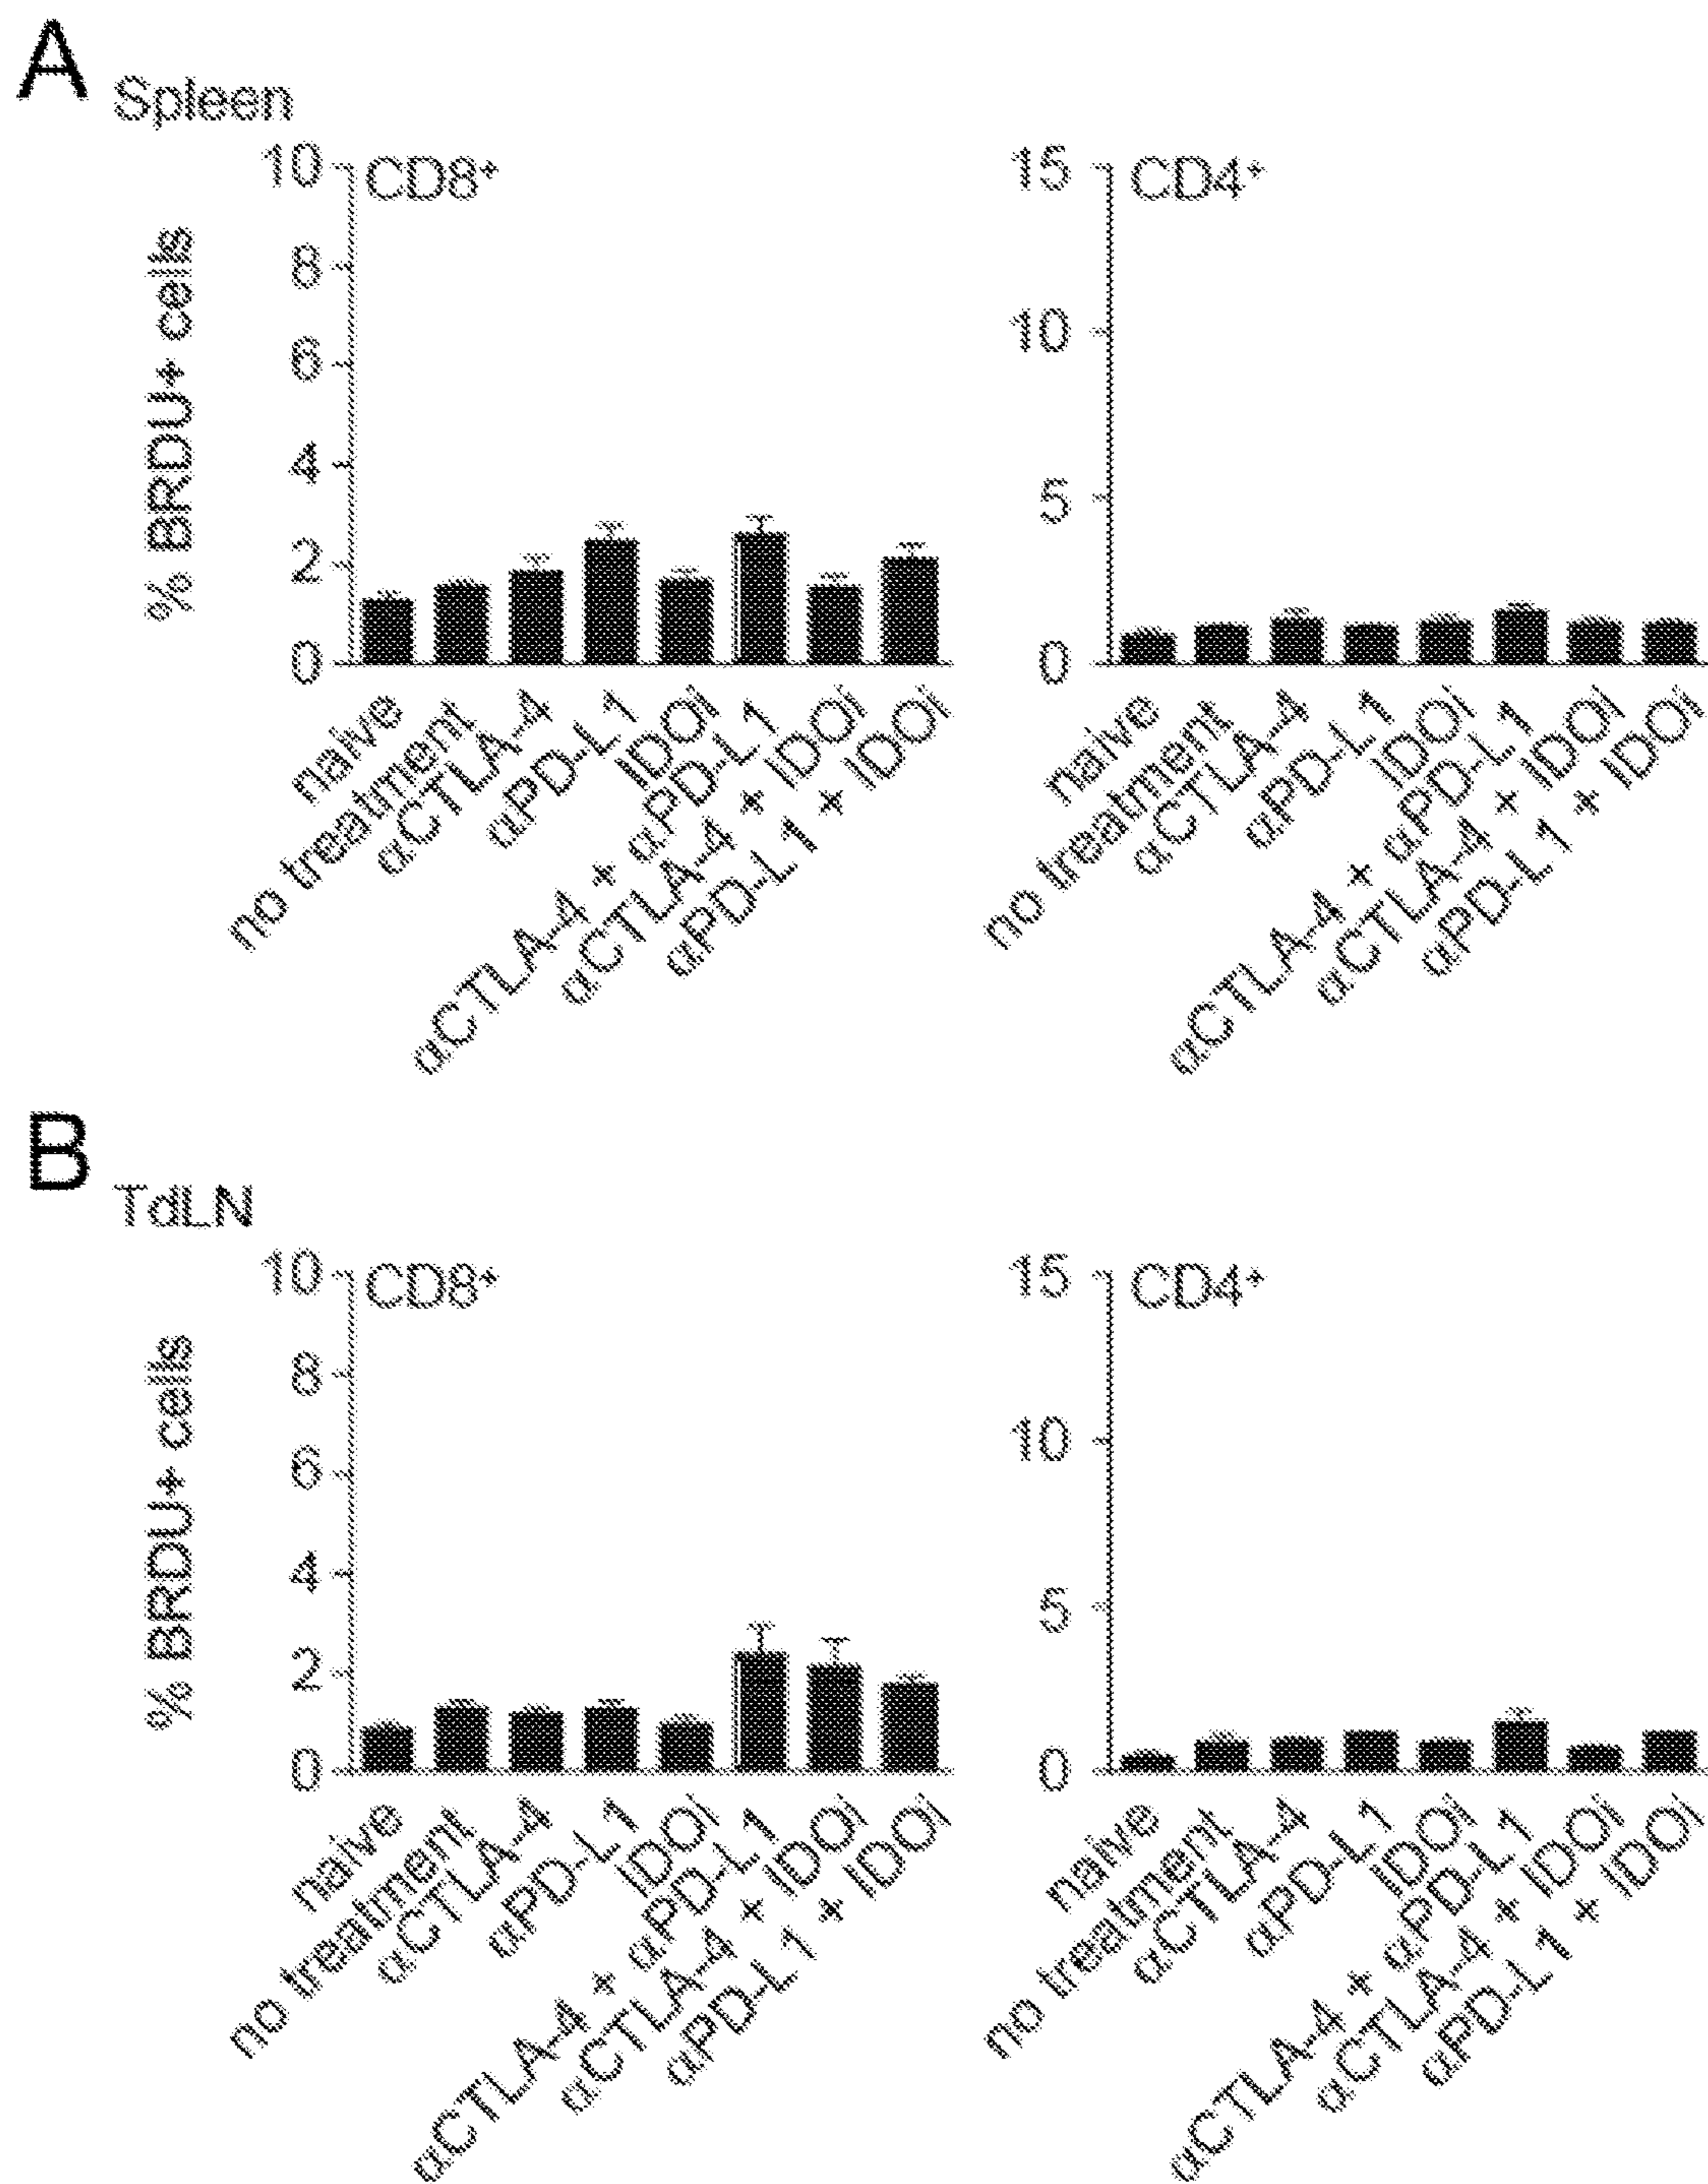 A
Spleen
% BRDU+ cells
10
8
6
4
2
0
CD8+
naive
no treatment
αCTLA-4
αPD-L1
IDOi
αCTLA-4 + αPD-L1
αCTLA-4 + IDOi
αPD-L1 + IDOi
15
10
5
0
CD4+
naive
no treatment
αCTLA-4
αPD-L1
IDOi
αCTLA-4 + αPD-L1
αCTLA-4 + IDOi
αPD-L1 + IDOi
B
TdLN
% BRDU+ cells
10
8
6
4
2
0
CD8+
naive
no treatment
αCTLA-4
αPD-L1
IDOi
αCTLA-4 + αPD-L1
αCTLA-4 + IDOi
αPD-L1 + IDOi
15
10
5
0
CD4+
naive
no treatment
αCTLA-4
αPD-L1
IDOi
αCTLA-4 + αPD-L1
αCTLA-4 + IDOi
αPD-L1 + IDOi